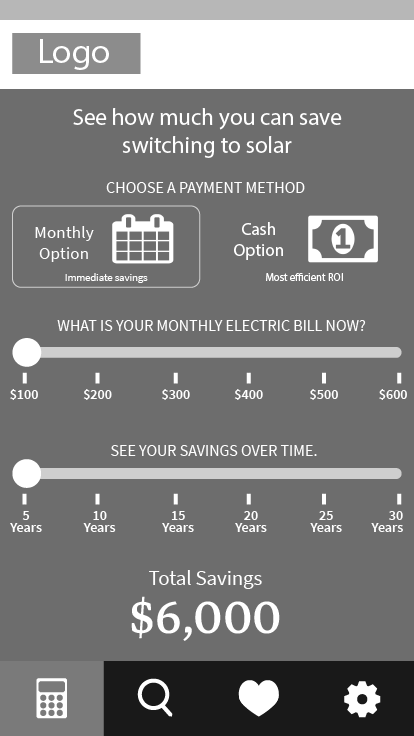 Logo
See how much you can save
switching to solar
CHOOSE A PAYMENT METHOD
Monthly
Option
Immediate savings
Cash
Option
1
Most efficient ROI
WHAT IS YOUR MONTHLY ELECTRIC BILL NOW?
$100 $200 $300 $400 $500 $600
SEE YOUR SAVINGS OVER TIME.
5 10 15 20 25 30
Years Years Years Years Years Years
Total Savings
$6,000